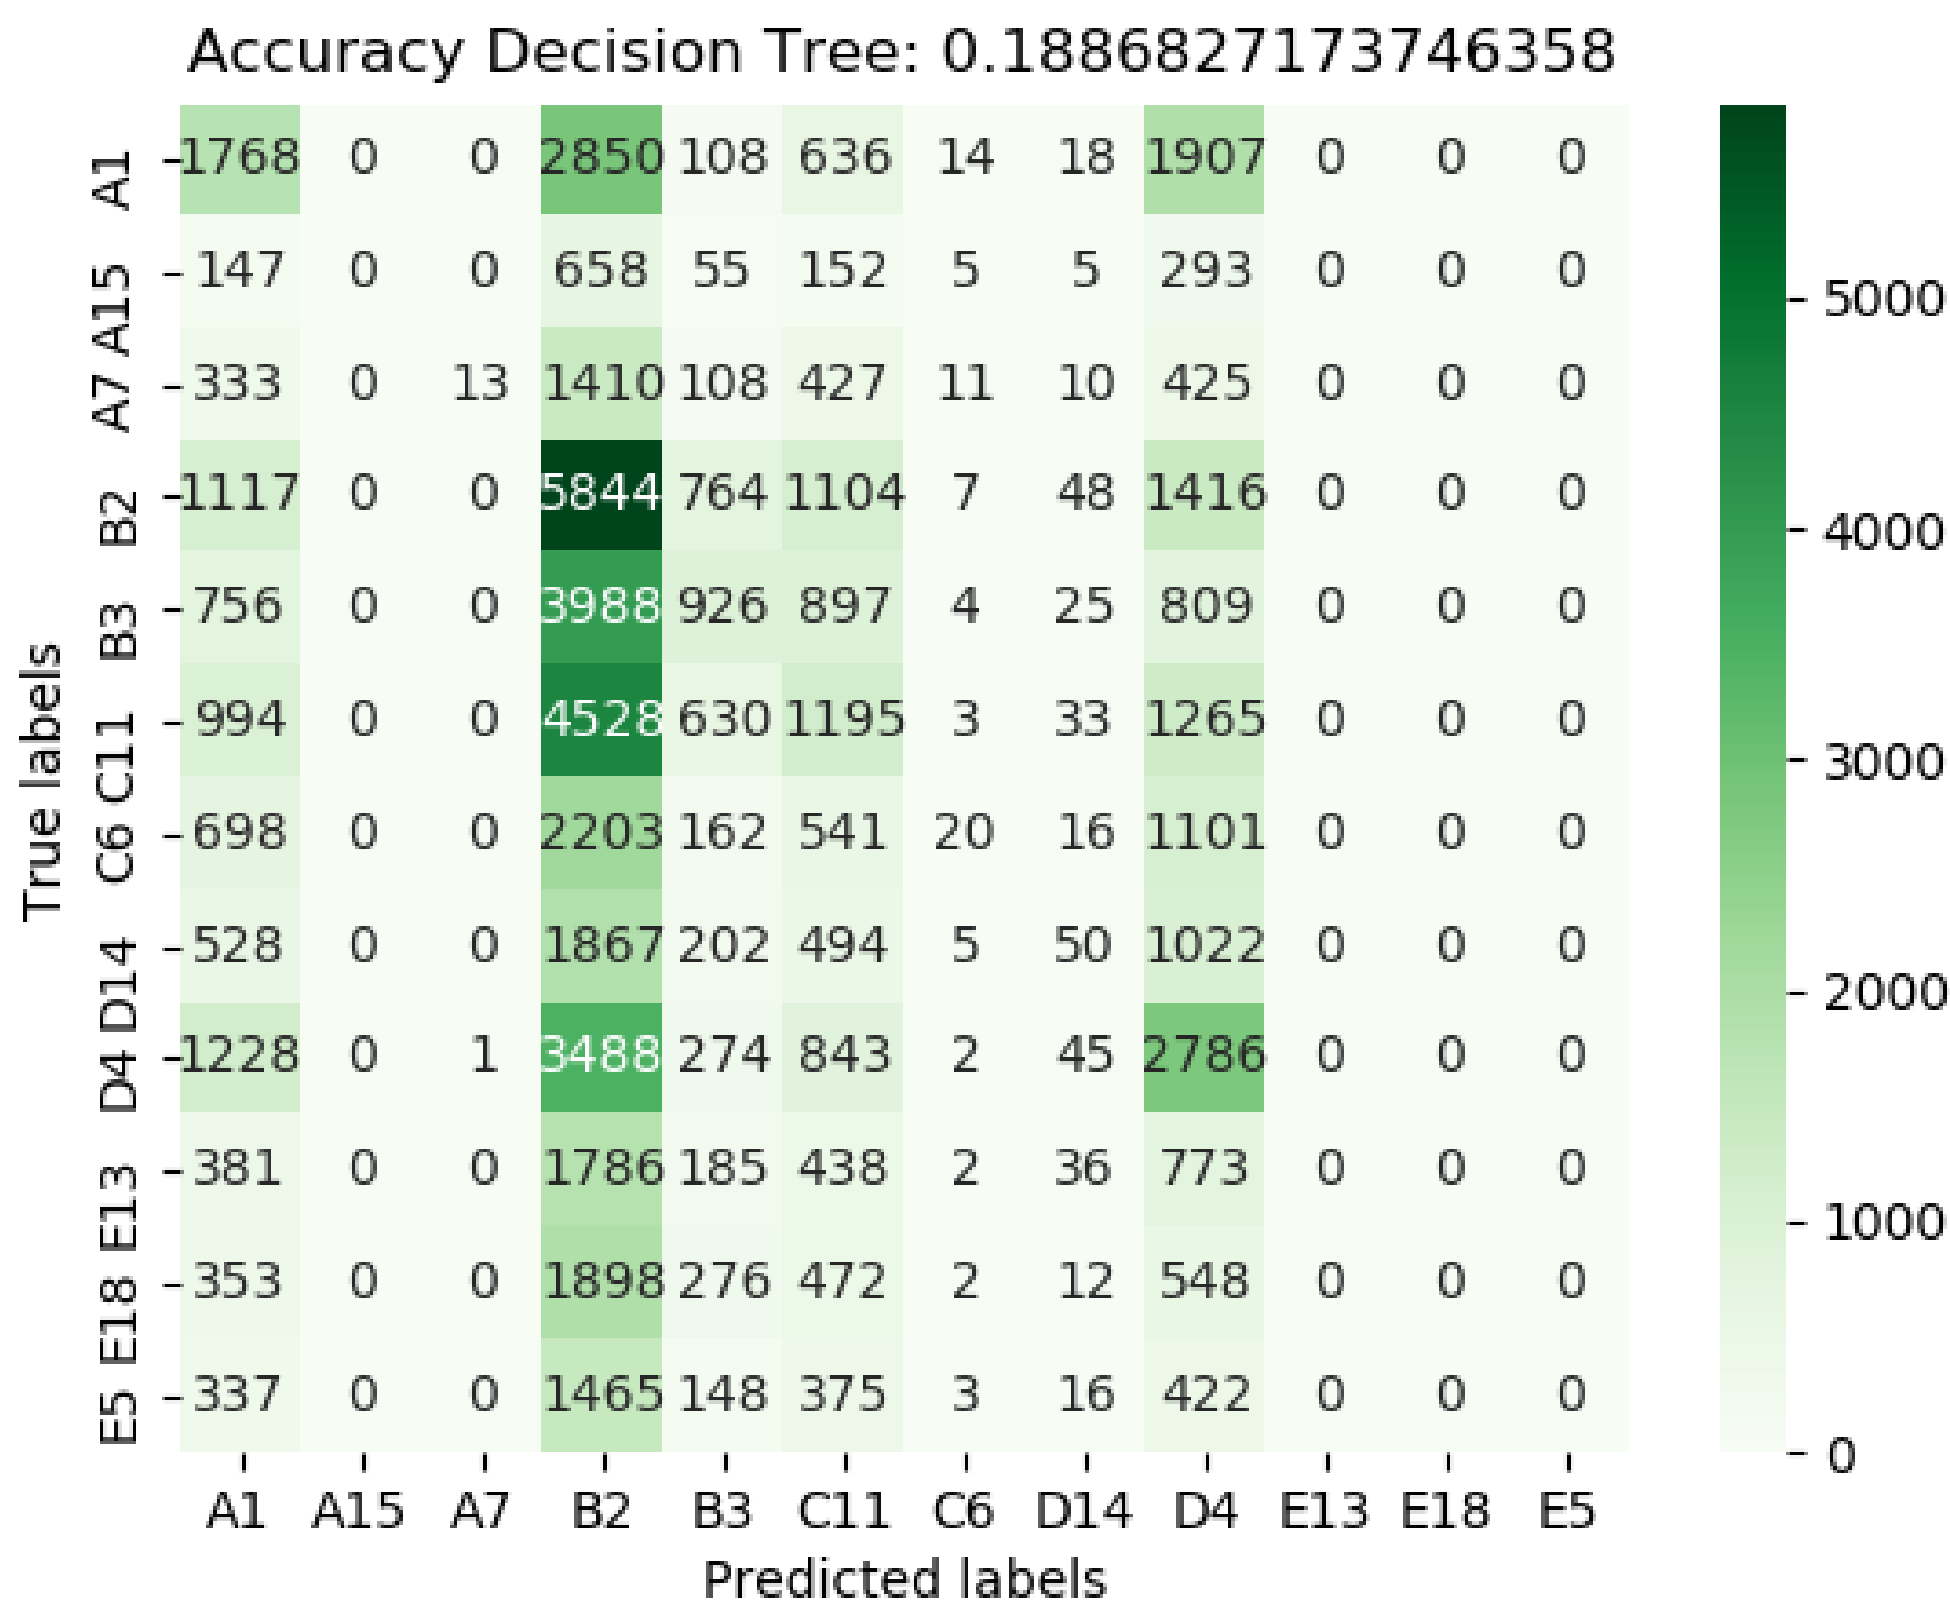 Accuracy Decision Tree: 0.1886827173746358
A1 1768 0 0 2850 108 636 14 18 1907 0 0 0
A15 147 0 0 658 55 152 5 5 293 0 0 0
A7 333 0 13 1410 108 427 11 10 425 0 0 0
B2 1117 0 0 5844 764 1104 7 48 1416 0 0 0
B3 756 0 0 3988 926 897 4 25 809 0 0 0
C11 994 0 0 4528 630 1195 3 33 1265 0 0 0
C6 698 0 0 2203 162 541 20 16 1101 0 0 0
D14 528 0 0 1867 202 494 5 50 1022 0 0 0
D4 1228 0 1 3488 274 843 2 45 2786 0 0 0
E13 381 0 0 1786 185 438 2 36 773 0 0 0
E18 353 0 0 1898 276 472 2 12 548 0 0 0
E5 337 0 0 1465 148 375 3 16 422 0 0 0
A1 A15 A7 B2 B3 C11 C6 D14 D4 E13 E18 E5
Predicted labels
True labels
5000
4000
3000
2000
1000
0